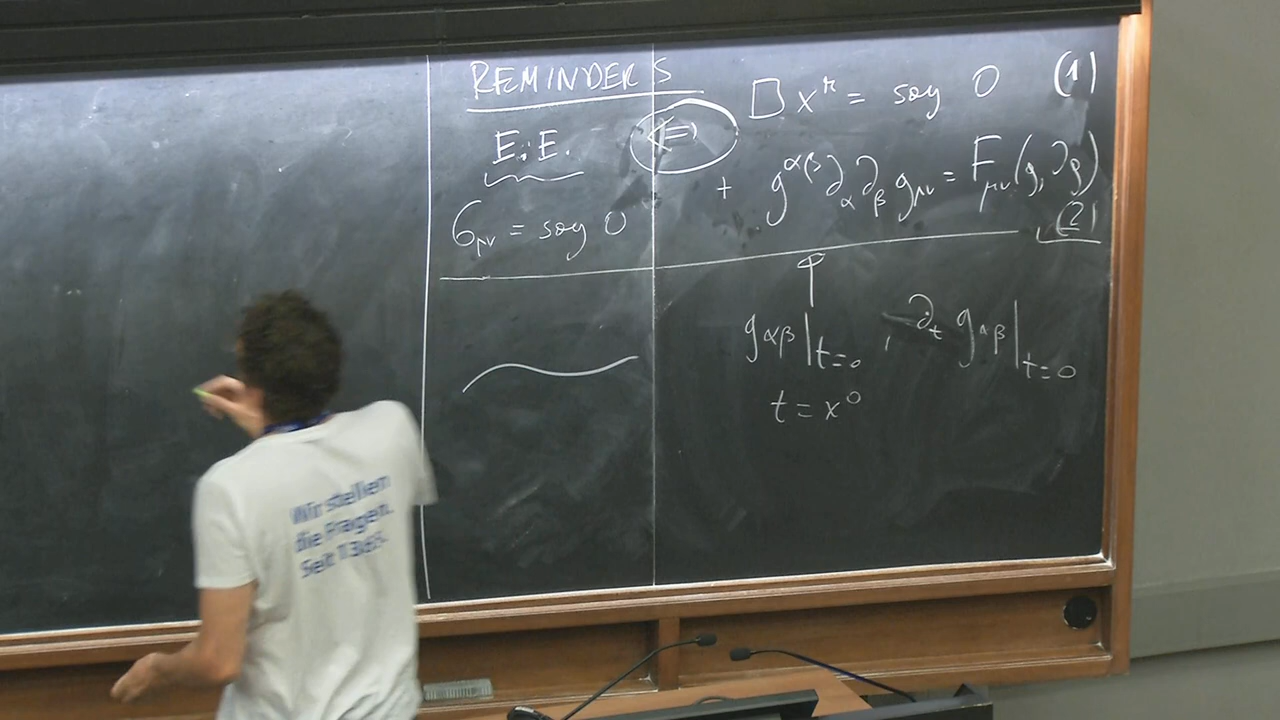 REMINDERS
E.E.
G_μν = say 0
⇔
□ x^μ = say 0 (1)
+ g^αβ ∂_α ∂_β g_μν = F_μν (g, ∂g)
(2)
g_αβ |_t=0 , ∂_t g_αβ |_t=0
t = x^0
Wir stellen
die Fragen.
Seit 1365.